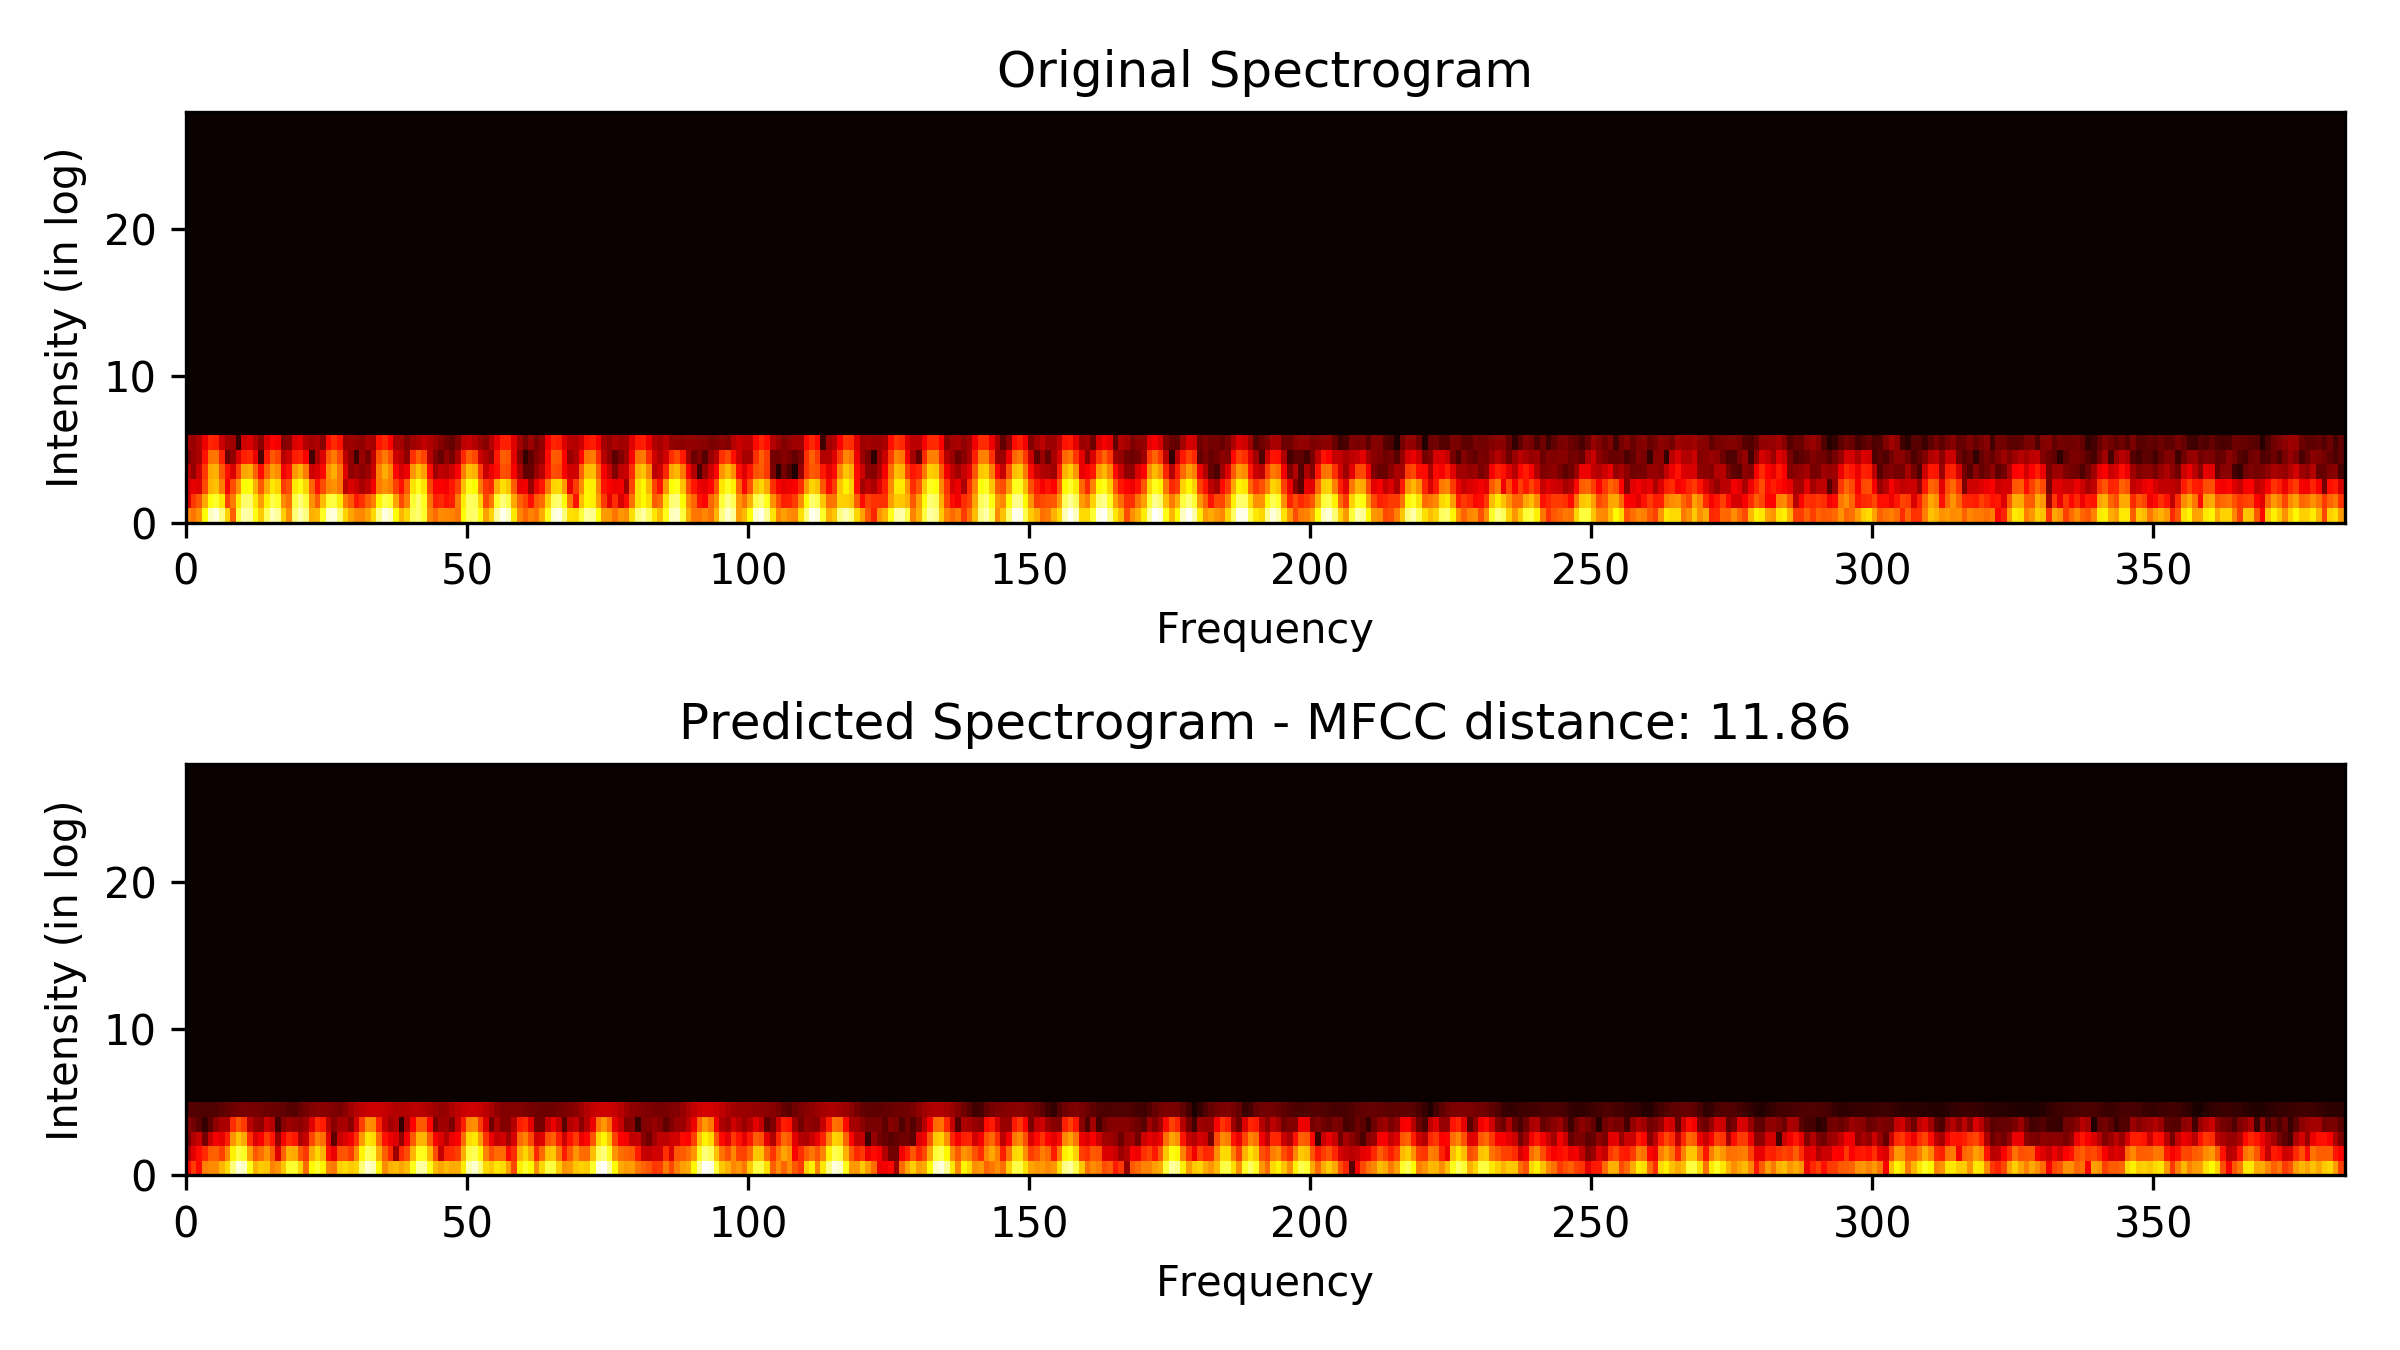 Original Spectrogram
Intensity (in log)
20
10
0
0 50 100 150 200 250 300 350
Frequency
Predicted Spectrogram - MFCC distance: 11.86
Intensity (in log)
20
10
0
0 50 100 150 200 250 300 350
Frequency